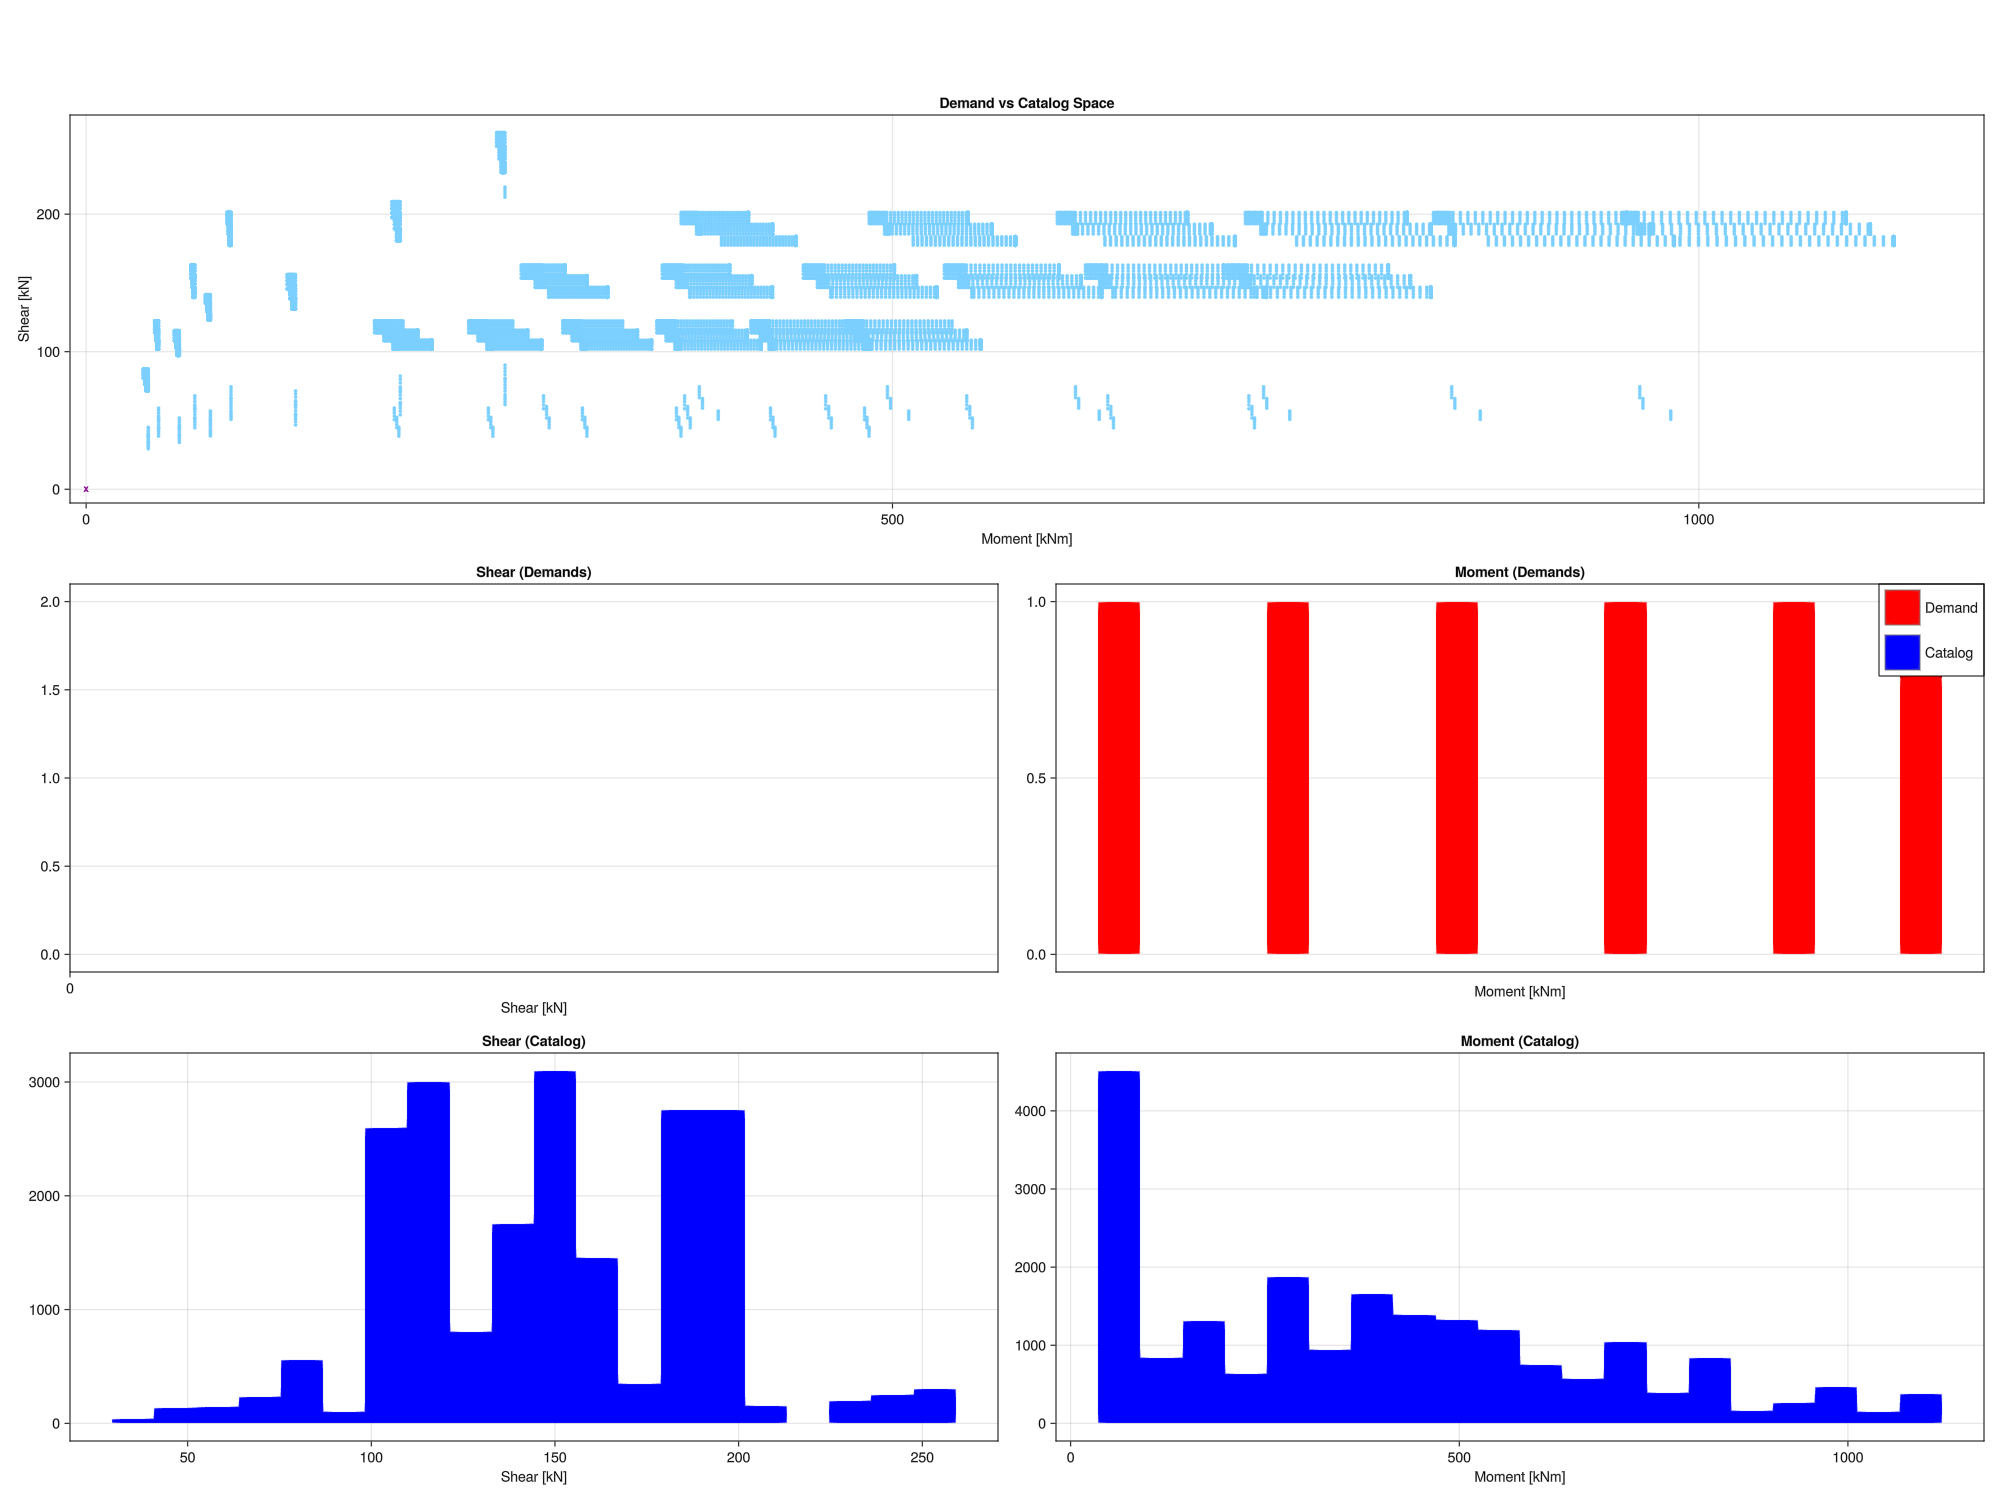 Demand vs Catalog Space
Shear [kN]
200
100
0
0 500 1000
Moment [kNm]
Shear (Demands)
2.0
1.5
1.0
0.5
0.0
0
Shear [kN]
Moment (Demands)
1.0
0.5
0.0
Demand
Catalog
Moment [kNm]
Shear (Catalog)
3000
2000
1000
0
50 100 150 200 250
Shear [kN]
Moment (Catalog)
4000
3000
2000
1000
0
0 500 1000
Moment [kNm]